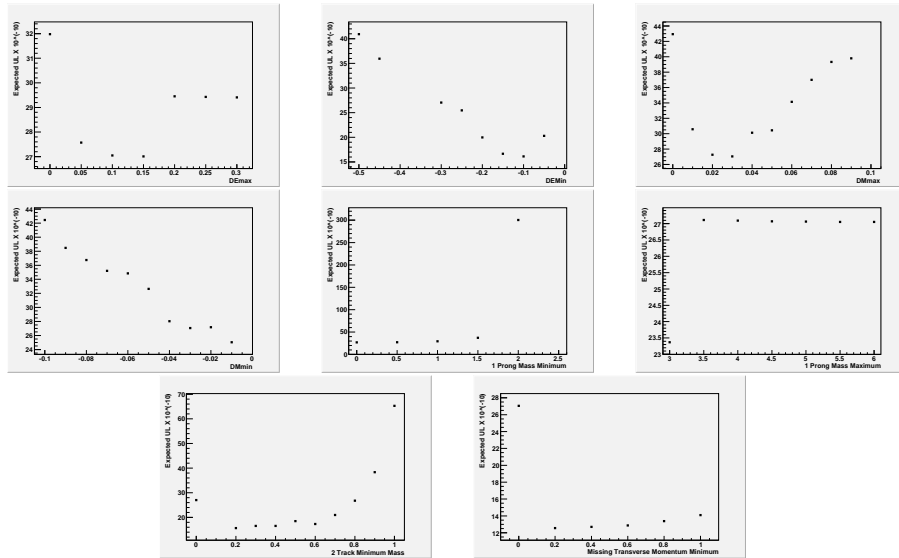 Expected UL X 10^(-10)
32
31
30
29
28
27
0 0.05 0.1 0.15 0.2 0.25 0.3
DEmax
Expected UL X 10^(-10)
40
35
30
25
20
15
-0.5 -0.4 -0.3 -0.2 -0.1 0
DEMin
Expected UL X 10^(-10)
44
42
40
38
36
34
32
30
28
26
0 0.02 0.04 0.06 0.08 0.1
DMmax
Expected UL X 10^(-10)
44
42
40
38
36
34
32
30
28
26
24
-0.1 -0.08 -0.06 -0.04 -0.02 0
DMmin
Expected UL X 10^(-10)
300
250
200
150
100
50
0
0 0.5 1 1.5 2 2.5
1 Prong Mass Minimum
Expected UL X 10^(-10)
27
26.5
26
25.5
25
24.5
24
23.5
23
3 3.5 4 4.5 5 5.5 6
1 Prong Mass Maximum
Expected UL X 10^(-10)
70
60
50
40
30
20
0 0.2 0.4 0.6 0.8 1
2 Track Minimum Mass
Expected UL X 10^(-10)
28
26
24
22
20
18
16
14
12
0 0.2 0.4 0.6 0.8 1
Missing Transverse Momentum Minimum